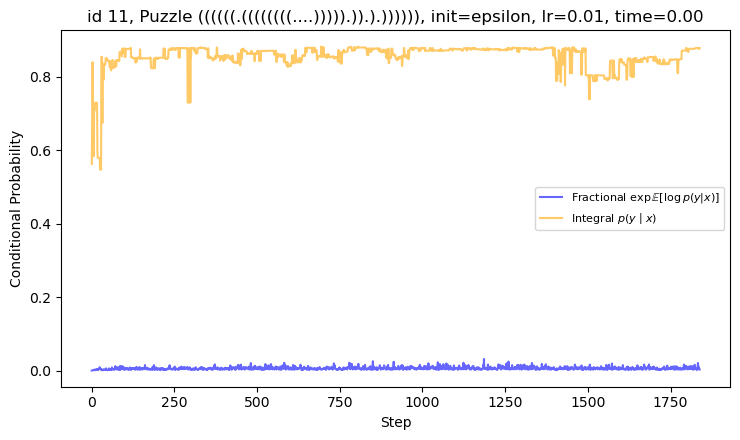 id 11, Puzzle ((((((.((((((((....))))).)).).)))))), init=epsilon, lr=0.01, time=0.00
Conditional Probability
0.8
0.6
0.4
0.2
0.0
Fractional exp𝔼[log p(y|x)]
Integral p(y | x)
0
250
500
750
1000
1250
1500
1750
Step